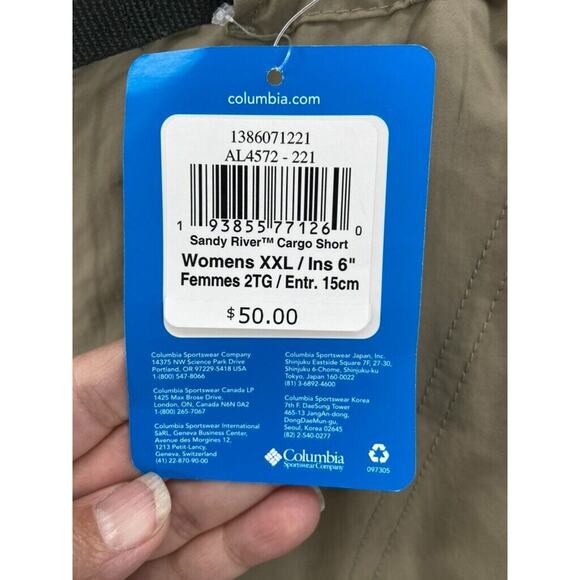 columbia.com
1386071221
AL4572 - 221
1 93855 77126 0
Sandy River™ Cargo Short
Womens XXL / Ins 6"
Femmes 2TG / Entr. 15cm
$50.00
Columbia Sportswear Company
14375 NW Science Park Drive
Portland, OR 97229-5418 USA
1-(800) 547-8066
Columbia Sportswear Canada LP
1425 Max Brose Drive,
London, ON, Canada N6N 0A2
1-(800) 265-7067
Columbia Sportswear International
SàRL, Geneva Business Center,
Avenue des Morgines 12,
1213 Petit-Lancy,
Geneva, Switzerland
(41) 22-870-90-00
Columbia Sportswear Japan, Inc.
Shinjuku Eastside Square 7F, 27-30,
Shinjuku 6-Chome, Shinjuku-ku
Tokyo, Japan 160-0022
(81) 3-6892-4600
Columbia Sportswear Korea
7th F. DaeSung Tower
465-13 JangAn-dong,
DongDaeMun-gu,
Seoul, Korea 02645
(82) 2-540-0277
Columbia
Sportswear Company
097305